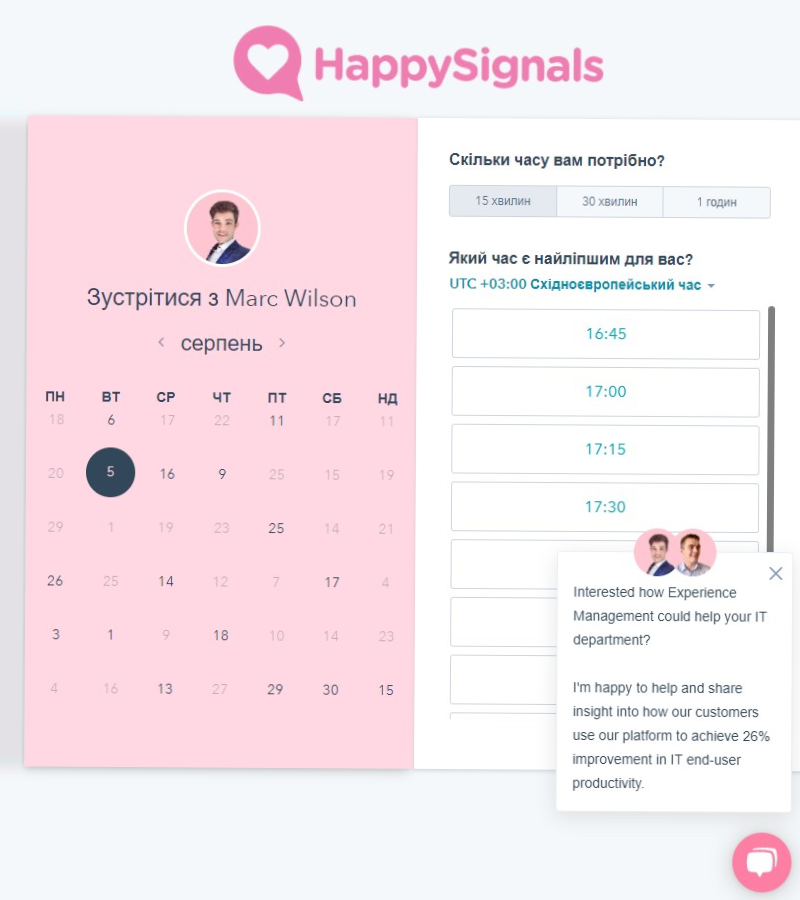 HappySignals
Зустрітися з Marc Wilson
серпень
ПН ВТ СР ЧТ ПТ СБ НД
18 6 17 22 11 17 11
20 5 16 9 25 15 19
29 1 19 23 25 14 21
26 25 14 12 7 17 4
3 1 9 18 10 14 23
4 16 13 27 29 30 15
Скільки часу вам потрібно?
15 хвилин 30 хвилин 1 годин
Який час є найліпшим для вас?
UTC +03:00 Східноєвропейський час
16:45
17:00
17:15
17:30
Interested how Experience
Management could help your IT
department?
I'm happy to help and share
insight into how our customers
use our platform to achieve 26%
improvement in IT end-user
productivity.